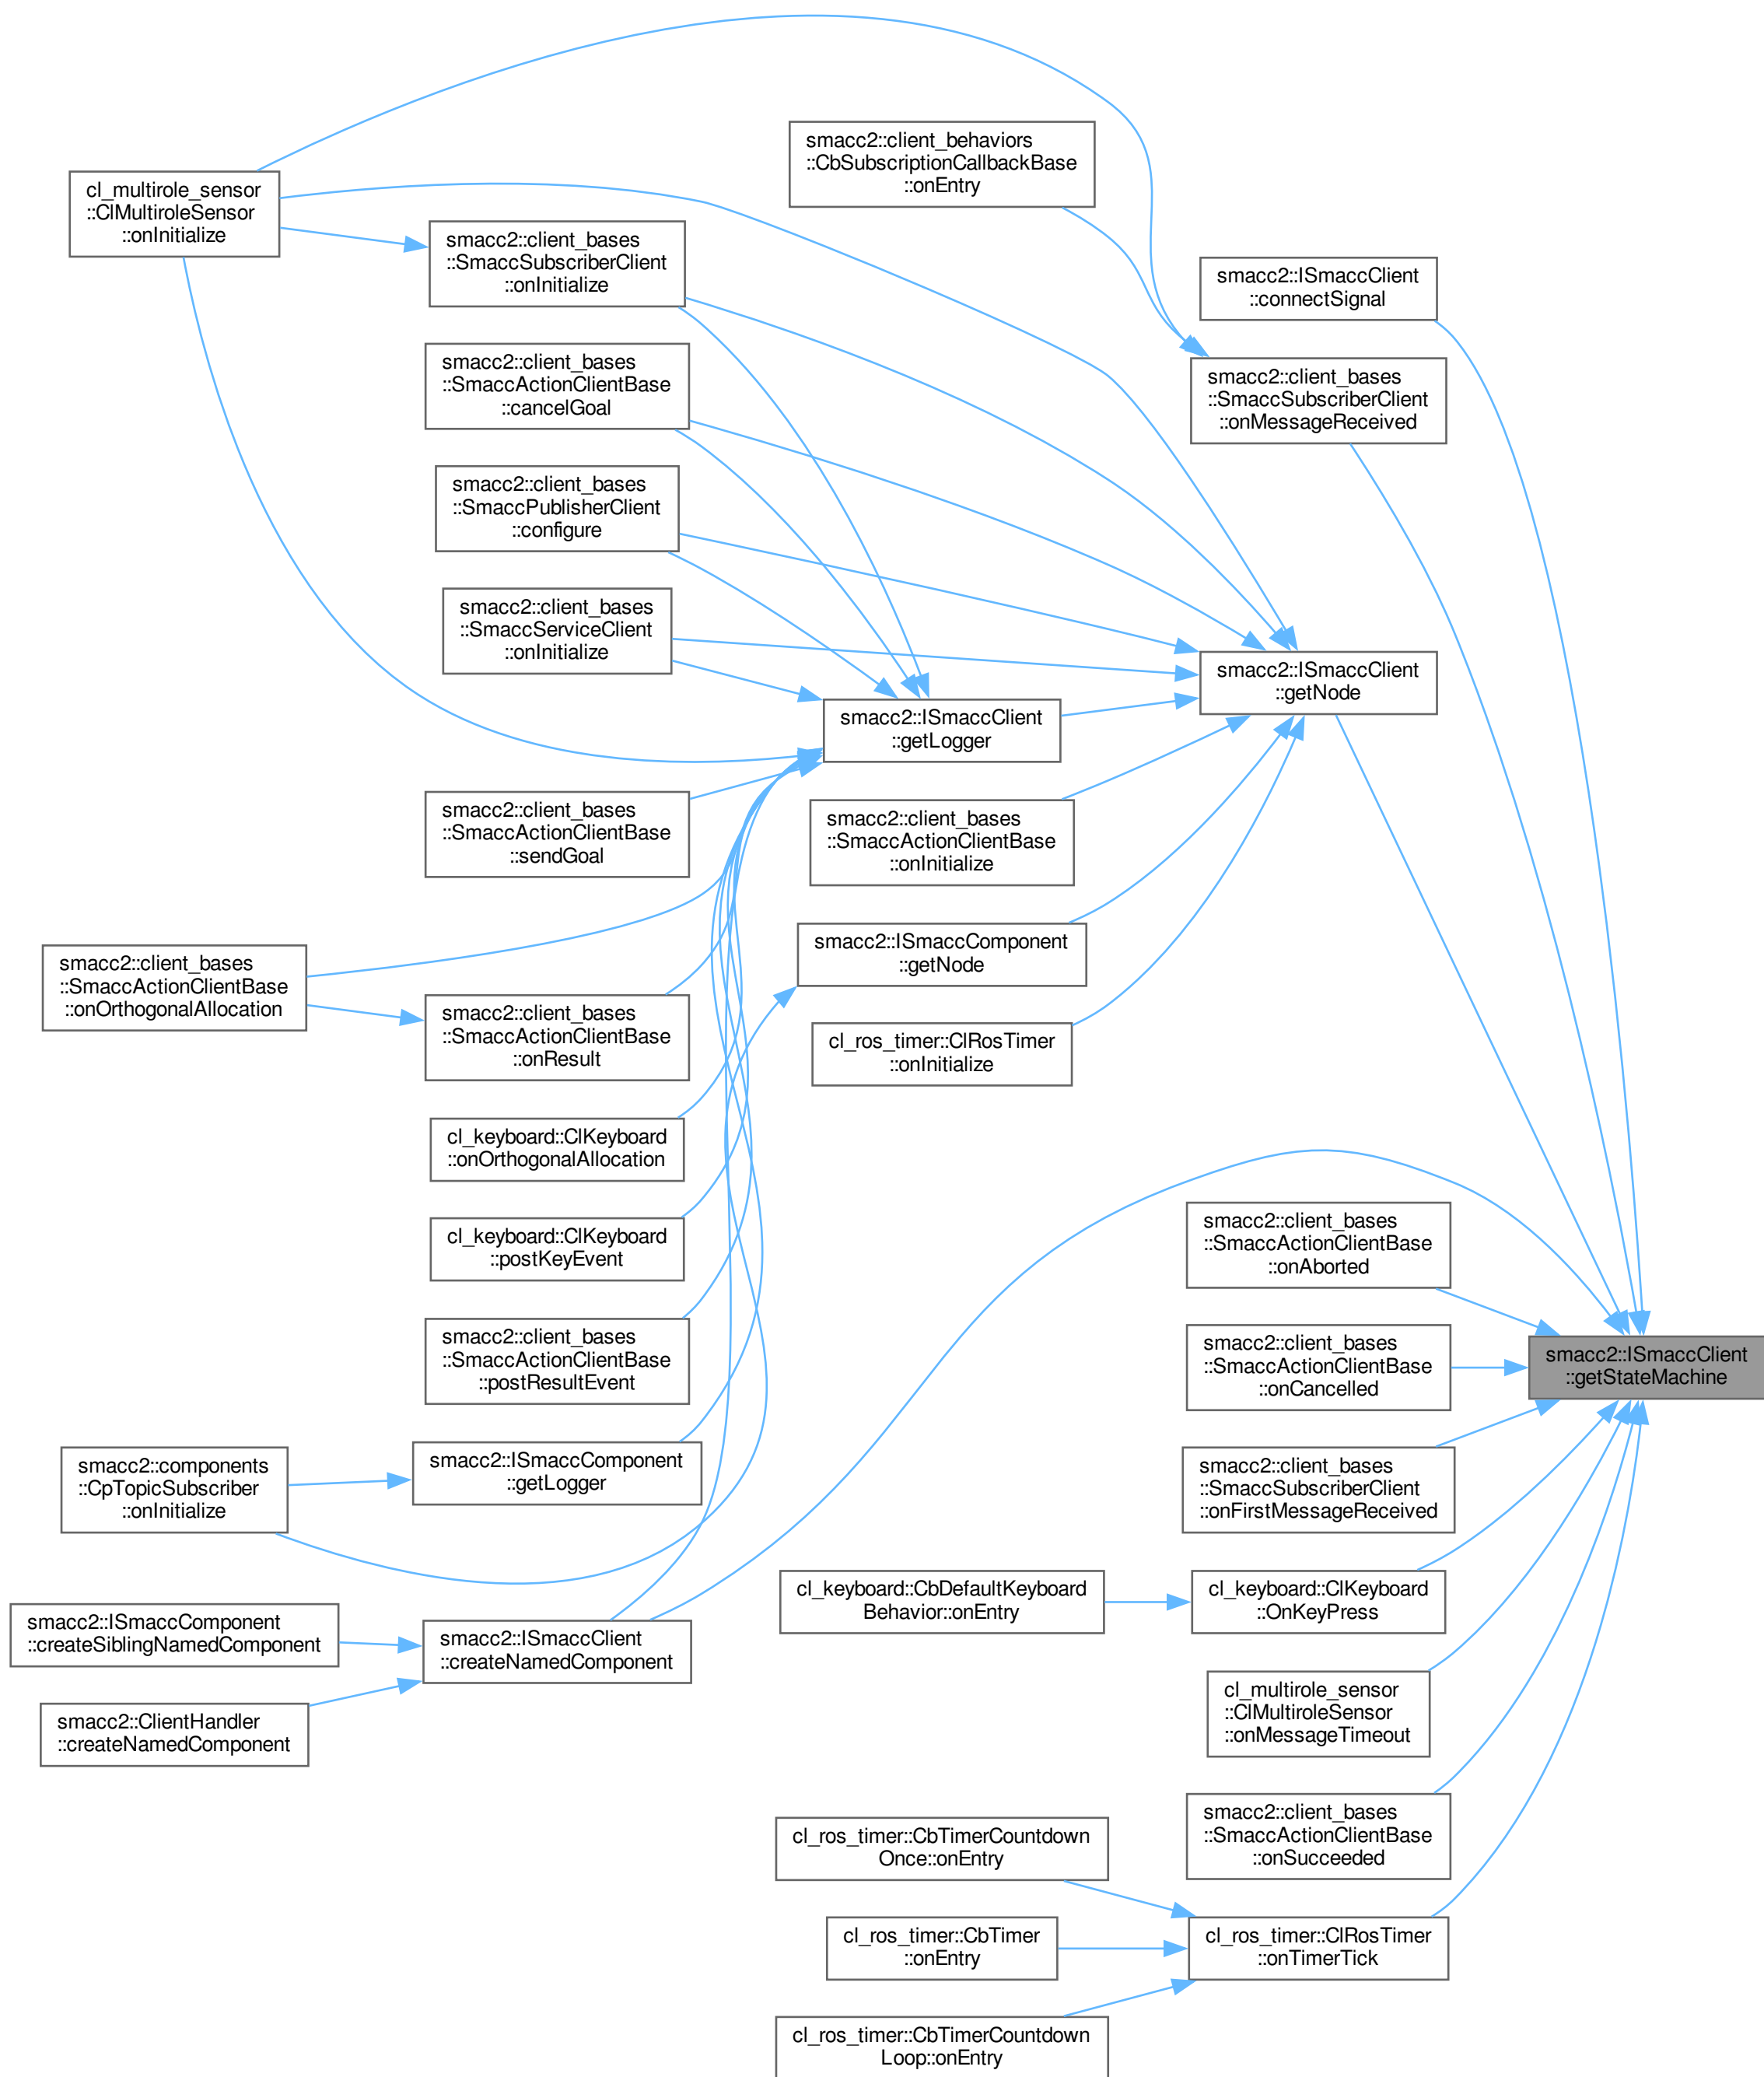 smacc2::client_behaviors
::CbSubscriptionCallbackBase
::onEntry
cl_multirole_sensor
::ClMultiroleSensor
::onInitialize
smacc2::client_bases
::SmaccSubscriberClient
::onInitialize
smacc2::ISmaccClient
::connectSignal
smacc2::client_bases
::SmaccActionClientBase
::cancelGoal
smacc2::client_bases
::SmaccSubscriberClient
::onMessageReceived
smacc2::client_bases
::SmaccPublisherClient
::configure
smacc2::client_bases
::SmaccServiceClient
::onInitialize
smacc2::ISmaccClient
::getNode
smacc2::ISmaccClient
::getLogger
smacc2::client_bases
::SmaccActionClientBase
::sendGoal
smacc2::client_bases
::SmaccActionClientBase
::onInitialize
smacc2::ISmaccComponent
::getNode
smacc2::client_bases
::SmaccActionClientBase
::onOrthogonalAllocation
smacc2::client_bases
::SmaccActionClientBase
::onResult
cl_ros_timer::ClRosTimer
::onInitialize
cl_keyboard::ClKeyboard
::onOrthogonalAllocation
cl_keyboard::ClKeyboard
::postKeyEvent
smacc2::client_bases
::SmaccActionClientBase
::onAborted
smacc2::client_bases
::SmaccActionClientBase
::postResultEvent
smacc2::client_bases
::SmaccActionClientBase
::onCancelled
smacc2::ISmaccClient
::getStateMachine
smacc2::components
::CpTopicSubscriber
::onInitialize
smacc2::ISmaccComponent
::getLogger
smacc2::client_bases
::SmaccSubscriberClient
::onFirstMessageReceived
cl_keyboard::CbDefaultKeyboard
Behavior::onEntry
cl_keyboard::ClKeyboard
::OnKeyPress
smacc2::ISmaccComponent
::createSiblingNamedComponent
smacc2::ISmaccClient
::createNamedComponent
smacc2::ClientHandler
::createNamedComponent
cl_multirole_sensor
::ClMultiroleSensor
::onMessageTimeout
smacc2::client_bases
::SmaccActionClientBase
::onSucceeded
cl_ros_timer::CbTimerCountdown
Once::onEntry
cl_ros_timer::CbTimer
::onEntry
cl_ros_timer::ClRosTimer
::onTimerTick
cl_ros_timer::CbTimerCountdown
Loop::onEntry